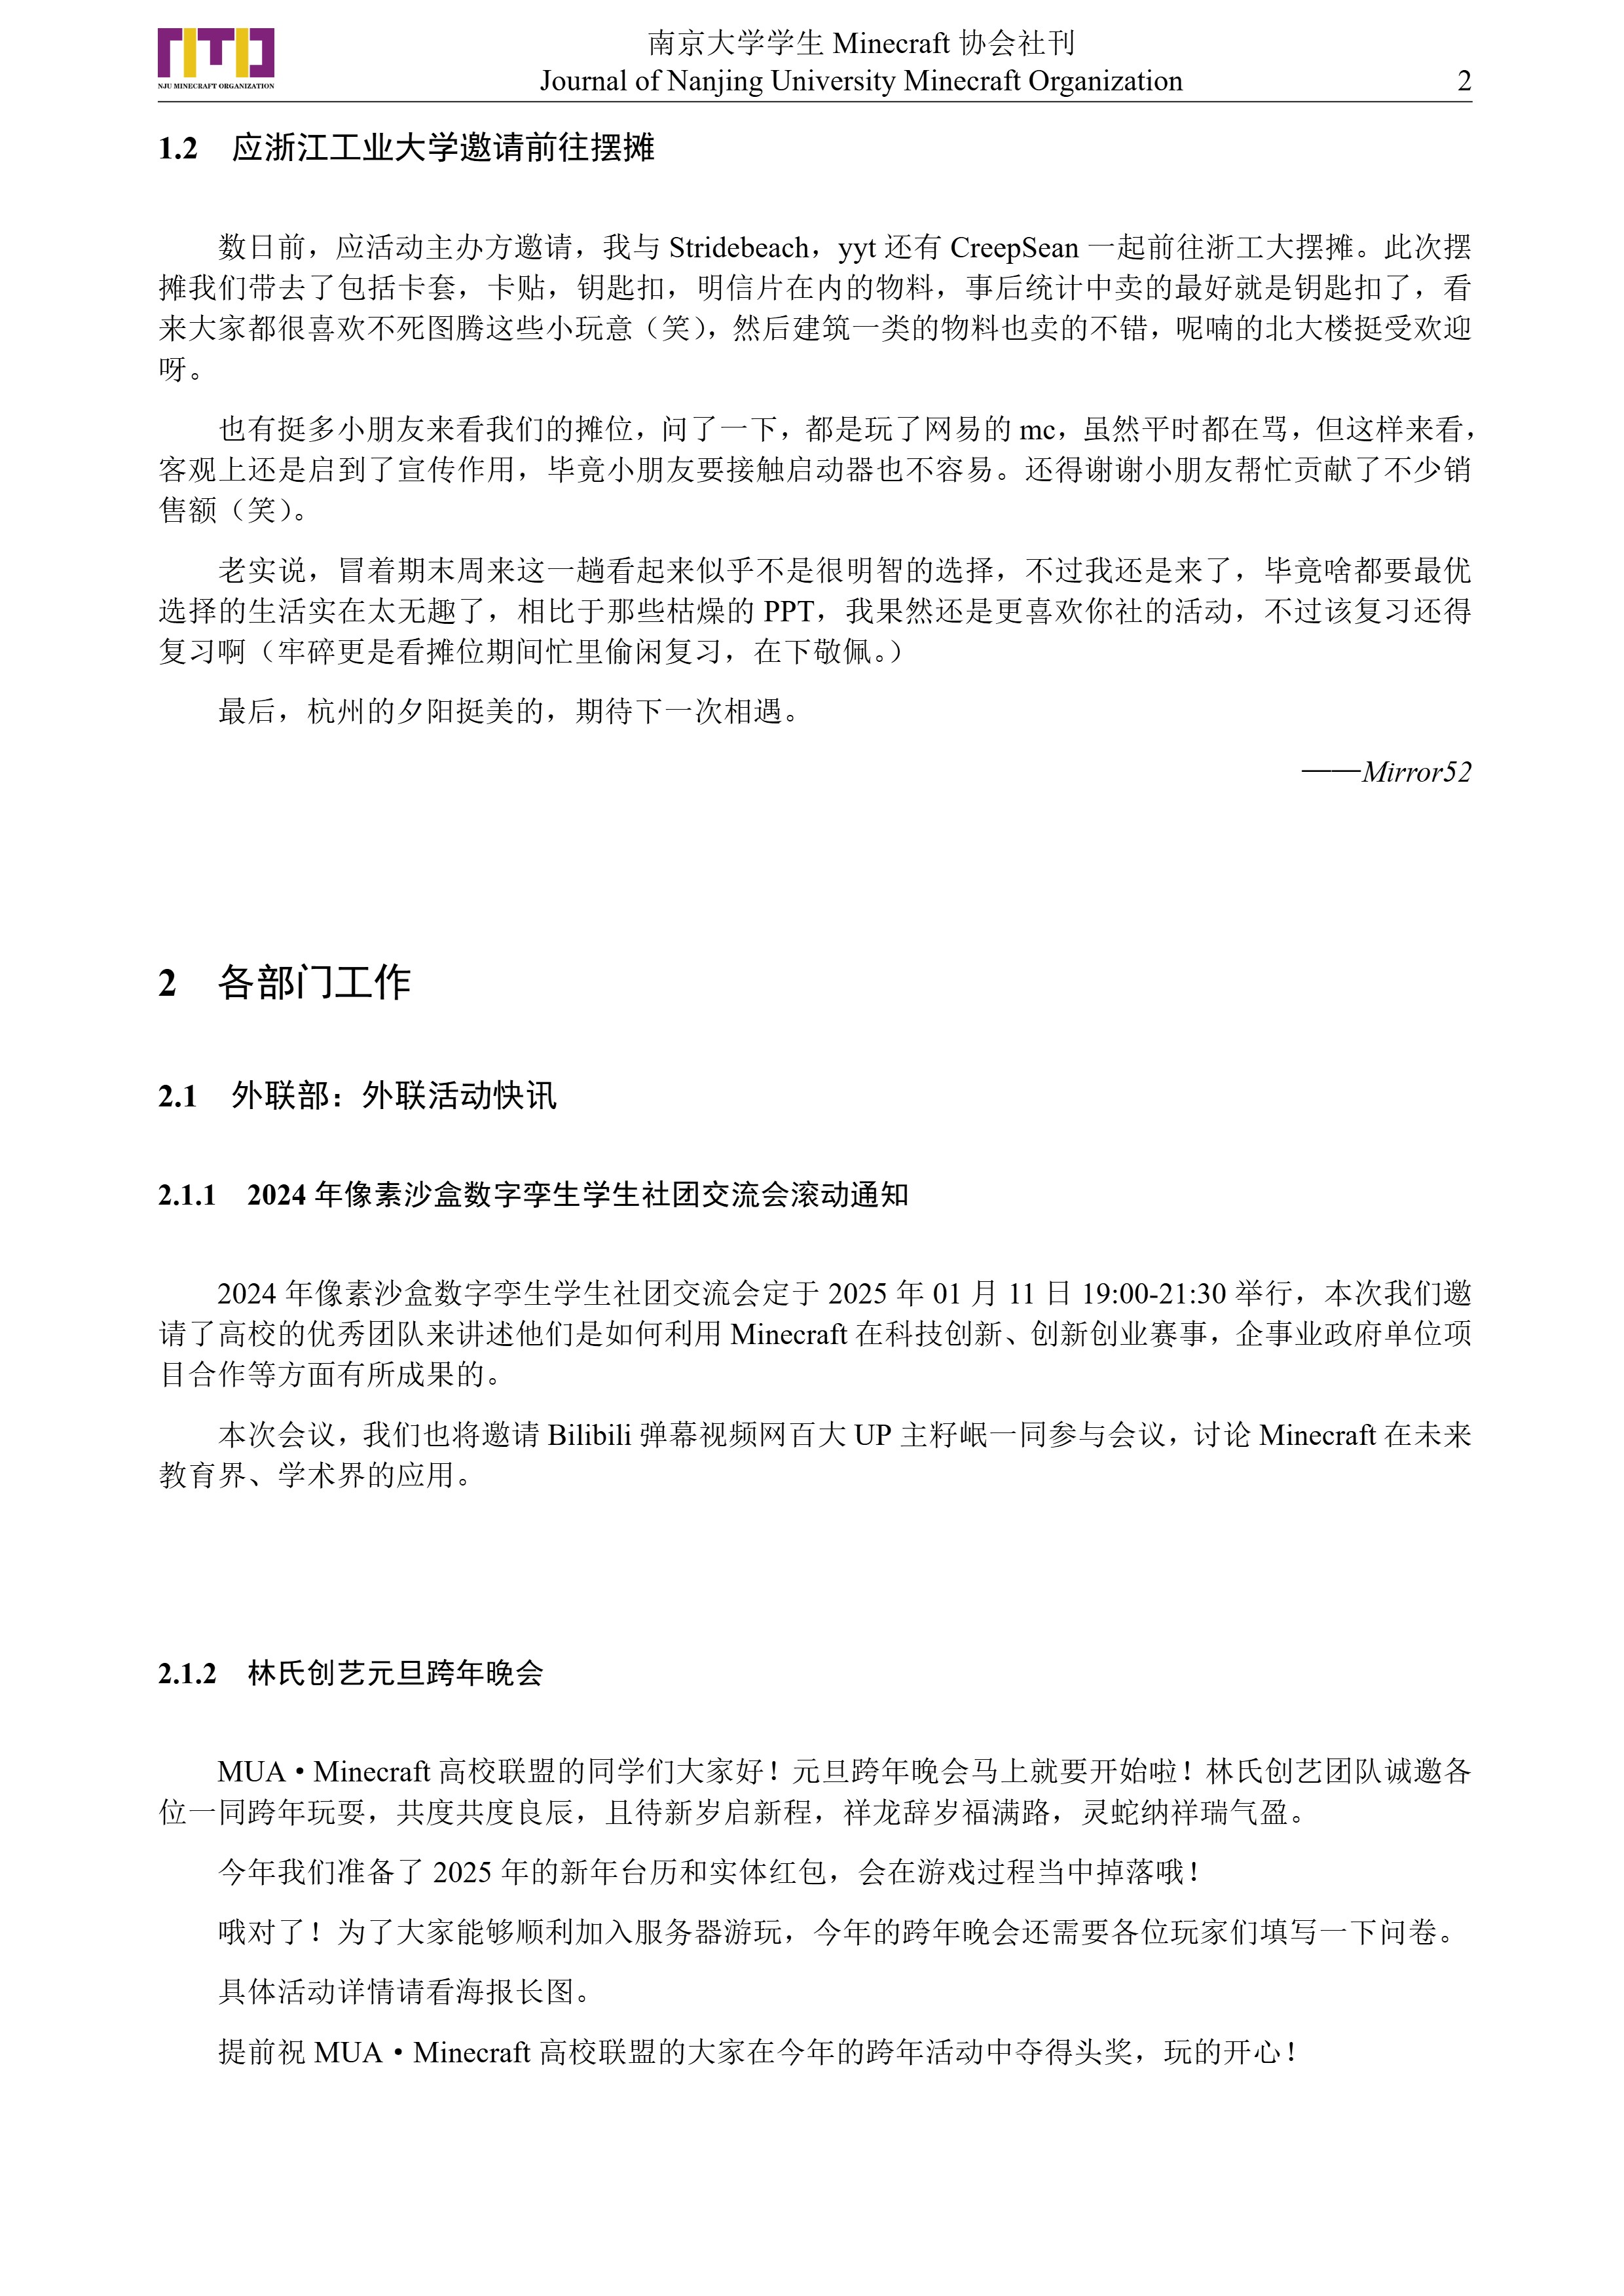 NJU MINECRAFT ORGANIZATION
南京大学学生 Minecraft 协会社刊
Journal of Nanjing University Minecraft Organization
2
1.2 应浙江工业大学邀请前往摆摊
数日前，应活动主办方邀请，我与 Stridebeach，yyt 还有 CreepSean 一起前往浙工大摆摊。此次摆
摊我们带去了包括卡套，卡贴，钥匙扣，明信片在内的物料，事后统计中卖的最好就是钥匙扣了，看
来大家都很喜欢不死图腾这些小玩意（笑），然后建筑一类的物料也卖的不错，呢喃的北大楼挺受欢迎
呀。
也有挺多小朋友来看我们的摊位，问了一下，都是玩了网易的 mc，虽然平时都在骂，但这样来看，
客观上还是启到了宣传作用，毕竟小朋友要接触启动器也不容易。还得谢谢小朋友帮忙贡献了不少销
售额（笑）。
老实说，冒着期末周来这一趟看起来似乎不是很明智的选择，不过我还是来了，毕竟啥都要最优
选择的生活实在太无趣了，相比于那些枯燥的 PPT，我果然还是更喜欢你社的活动，不过该复习还得
复习啊（牢碎更是看摊位期间忙里偷闲复习，在下敬佩。）
最后，杭州的夕阳挺美的，期待下一次相遇。
——Mirror52
2 各部门工作
2.1 外联部：外联活动快讯
2.1.1 2024 年像素沙盒数字孪生学生社团交流会滚动通知
2024 年像素沙盒数字孪生学生社团交流会定于 2025 年 01 月 11 日 19:00-21:30 举行，本次我们邀
请了高校的优秀团队来讲述他们是如何利用 Minecraft 在科技创新、创新创业赛事，企事业政府单位项
目合作等方面有所成果的。
本次会议，我们也将邀请 Bilibili 弹幕视频网百大 UP 主籽岷一同参与会议，讨论 Minecraft 在未来
教育界、学术界的应用。
2.1.2 林氏创艺元旦跨年晚会
MUA·Minecraft 高校联盟的同学们大家好！元旦跨年晚会马上就要开始啦！林氏创艺团队诚邀各
位一同跨年玩耍，共度共度良辰，且待新岁启新程，祥龙辞岁福满路，灵蛇纳祥瑞气盈。
今年我们准备了 2025 年的新年台历和实体红包，会在游戏过程当中掉落哦！
哦对了！为了大家能够顺利加入服务器游玩，今年的跨年晚会还需要各位玩家们填写一下问卷。
具体活动详情请看海报长图。
提前祝 MUA·Minecraft 高校联盟的大家在今年的跨年活动中夺得头奖，玩的开心！